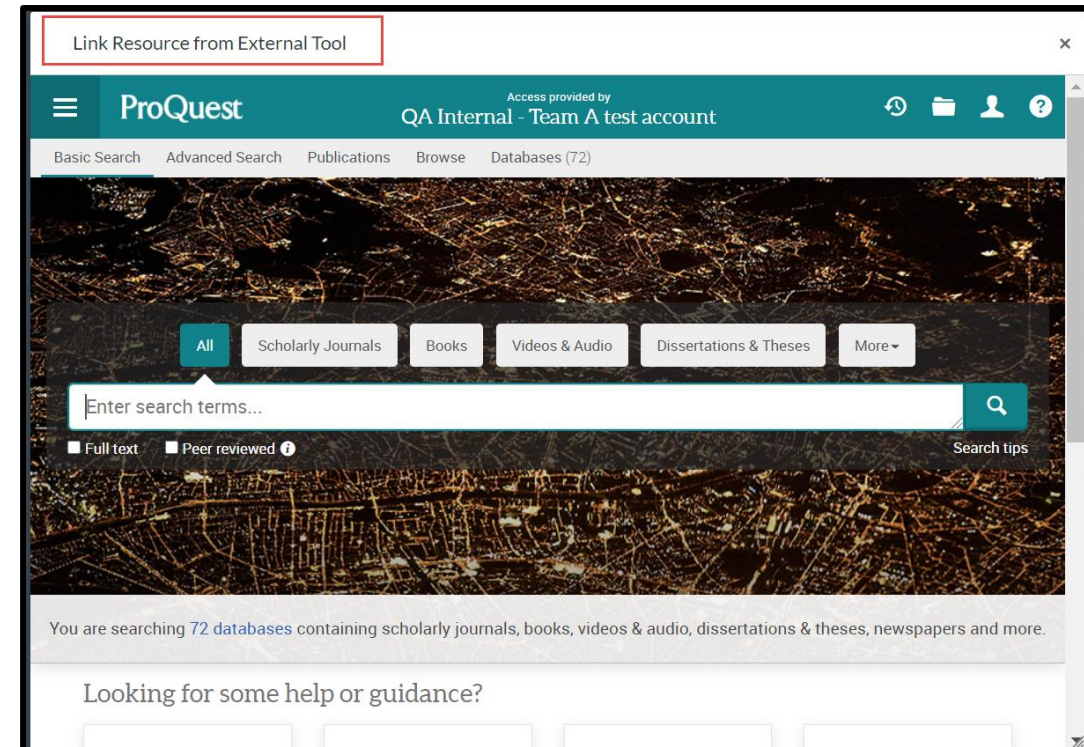 Link Resource from External Tool
×
ProQuest
Access provided by
QA Internal - Team A test account
?
Basic Search Advanced Search Publications Browse Databases (72)
All Scholarly Journals Books Videos & Audio Dissertations & Theses More
Enter search terms...
Full text Peer reviewed i Search tips
You are searching 72 databases containing scholarly journals, books, videos & audio, dissertations & theses, newspapers and more.
Looking for some help or guidance?